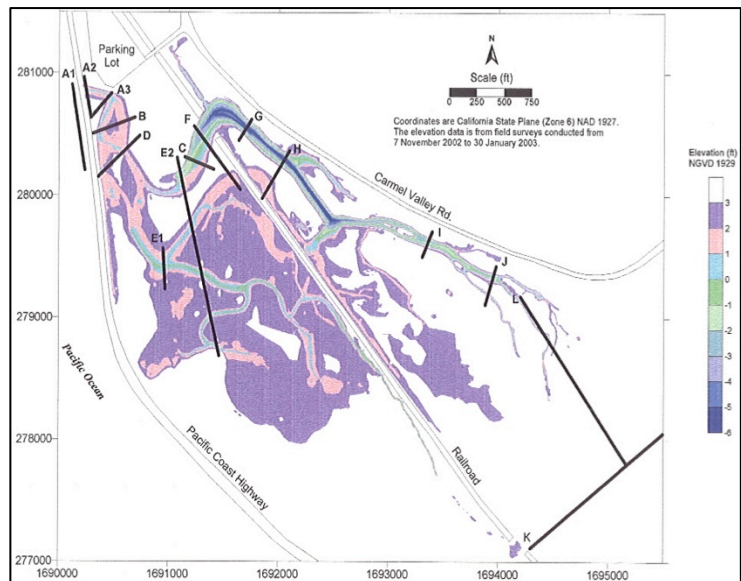 Parking
Lot
N
Scale (ft)
250 0 250 500 750
Coordinates are California State Plane (Zone 6) NAD 1927.
The elevation data is from field surveys conducted from
7 November 2002 to 30 January 2003.
Elevation (ft)
NGVD 1929
3
2
1
0
-1
-2
-3
-4
-5
-6
281000
280000
279000
278000
277000
A1
A2
A3
B
D
F
G
E2
C
H
Carmel Valley Rd.
E1
I
J
L
Pacific Ocean
Pacific Coast Highway
Railroad
K
1690000 1691000 1692000 1693000 1694000 1695000